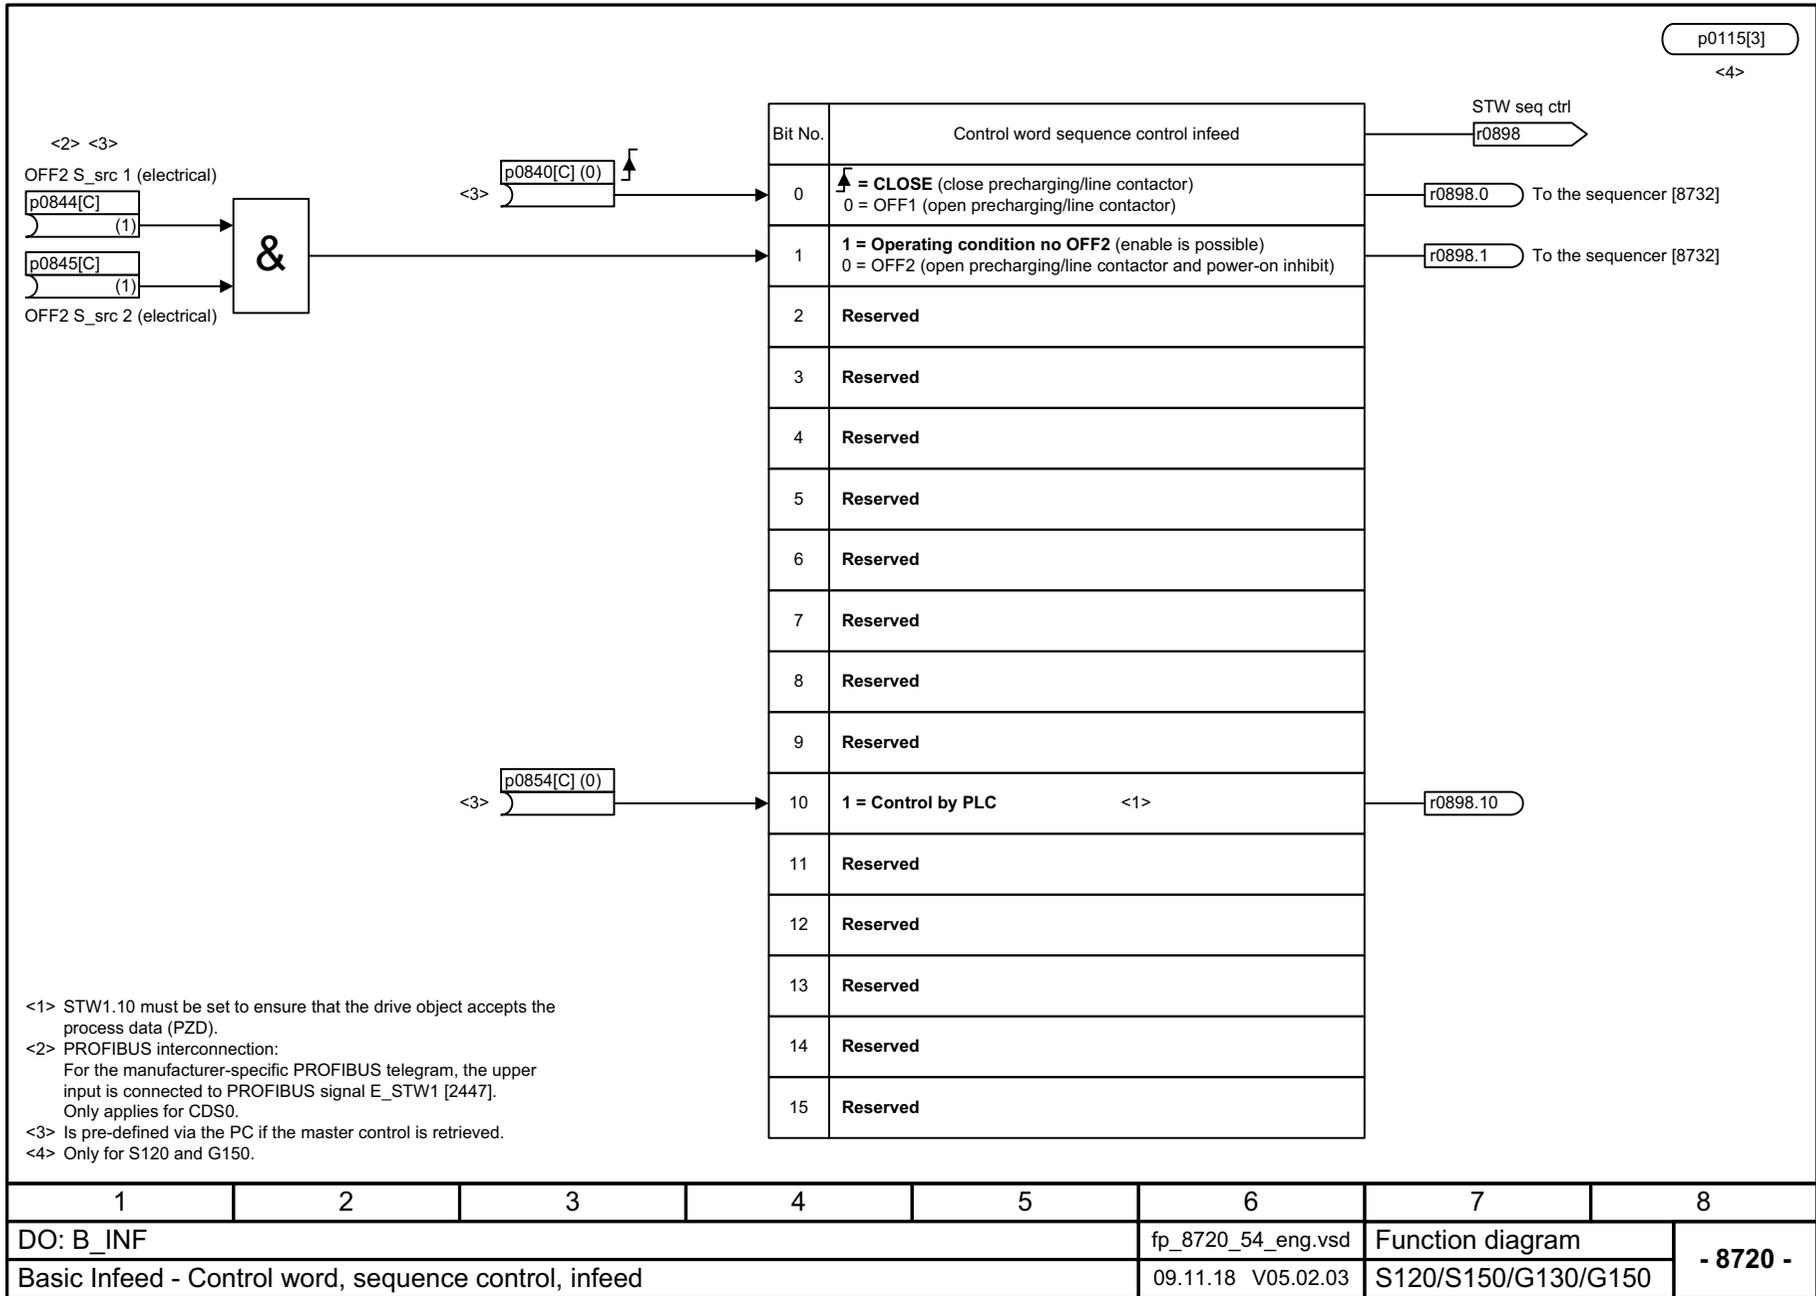 p0115[3]
<4>
STW seq ctrl
r0898
Bit No.
Control word sequence control infeed
<2> <3>
OFF2 S_src 1 (electrical)
p0844[C]
(1)
p0845[C]
(1)
OFF2 S_src 2 (electrical)
&
<3>
p0840[C] (0)
0
= CLOSE (close precharging/line contactor)
0 = OFF1 (open precharging/line contactor)
r0898.0
To the sequencer [8732]
1
1 = Operating condition no OFF2 (enable is possible)
0 = OFF2 (open precharging/line contactor and power-on inhibit)
r0898.1
To the sequencer [8732]
2 Reserved
3 Reserved
4 Reserved
5 Reserved
6 Reserved
7 Reserved
8 Reserved
9 Reserved
<3>
p0854[C] (0)
10 1 = Control by PLC <1>
r0898.10
11 Reserved
12 Reserved
13 Reserved
14 Reserved
15 Reserved
<1> STW1.10 must be set to ensure that the drive object accepts the
process data (PZD).
<2> PROFIBUS interconnection:
For the manufacturer-specific PROFIBUS telegram, the upper
input is connected to PROFIBUS signal E_STW1 [2447].
Only applies for CDS0.
<3> Is pre-defined via the PC if the master control is retrieved.
<4> Only for S120 and G150.
1 2 3 4 5 6 7 8
DO: B_INF
fp_8720_54_eng.vsd
Function diagram
- 8720 -
Basic Infeed - Control word, sequence control, infeed
09.11.18 V05.02.03
S120/S150/G130/G150